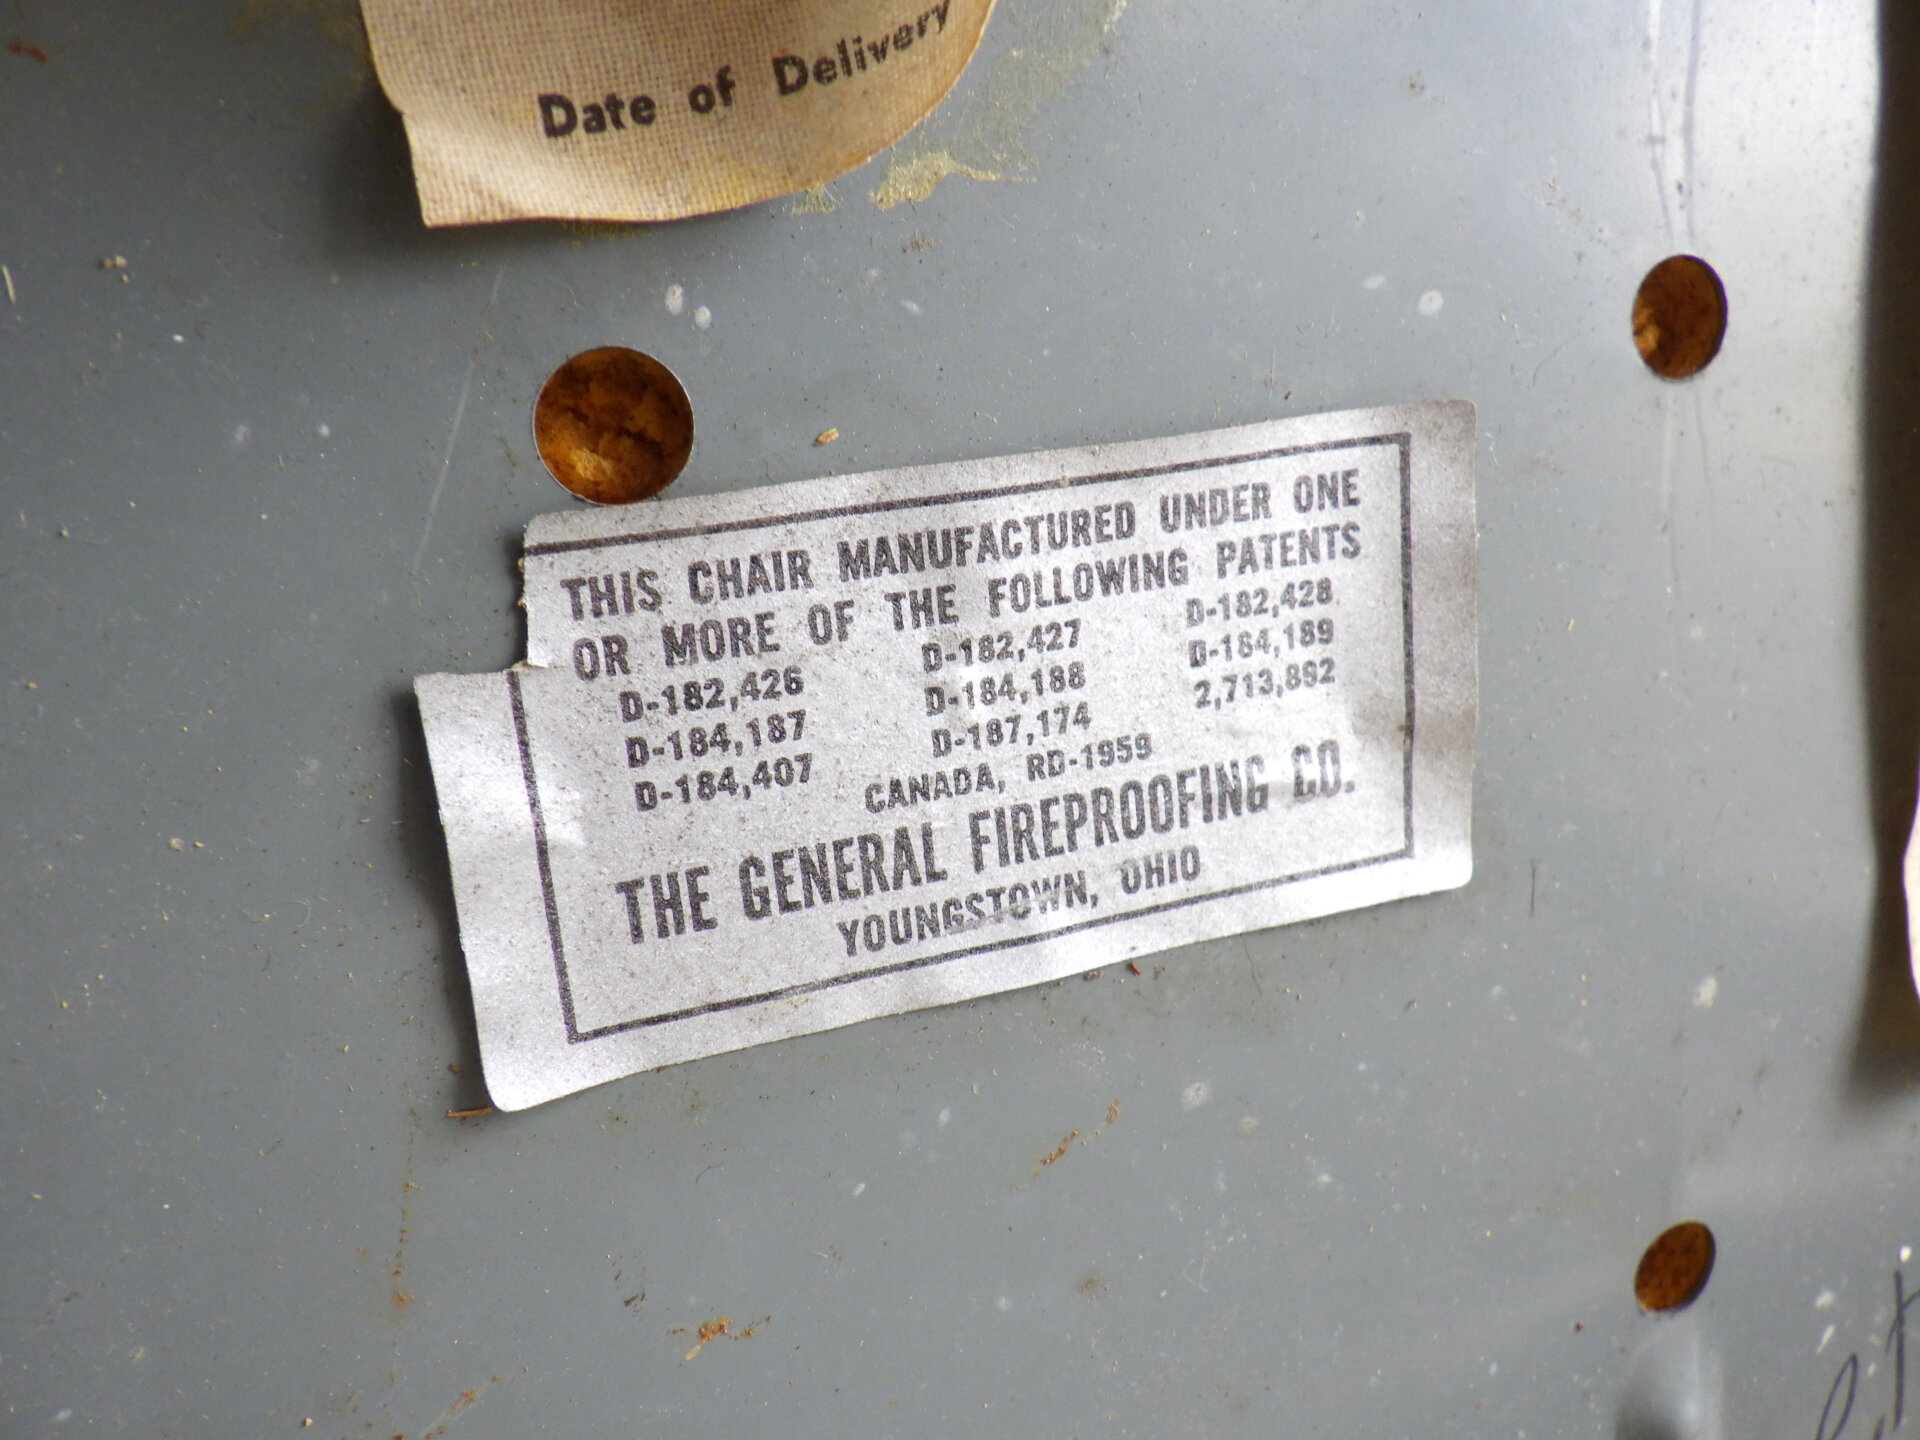 Date of Delivery
THIS CHAIR MANUFACTURED UNDER ONE
OR MORE OF THE FOLLOWING PATENTS
D-182,426 D-182,427 D-182,428
D-184,187 D-184,188 D-184,189
D-184,407 D-187,174 2,713,892
CANADA, RD-1959
THE GENERAL FIREPROOFING CO.
YOUNGSTOWN, OHIO